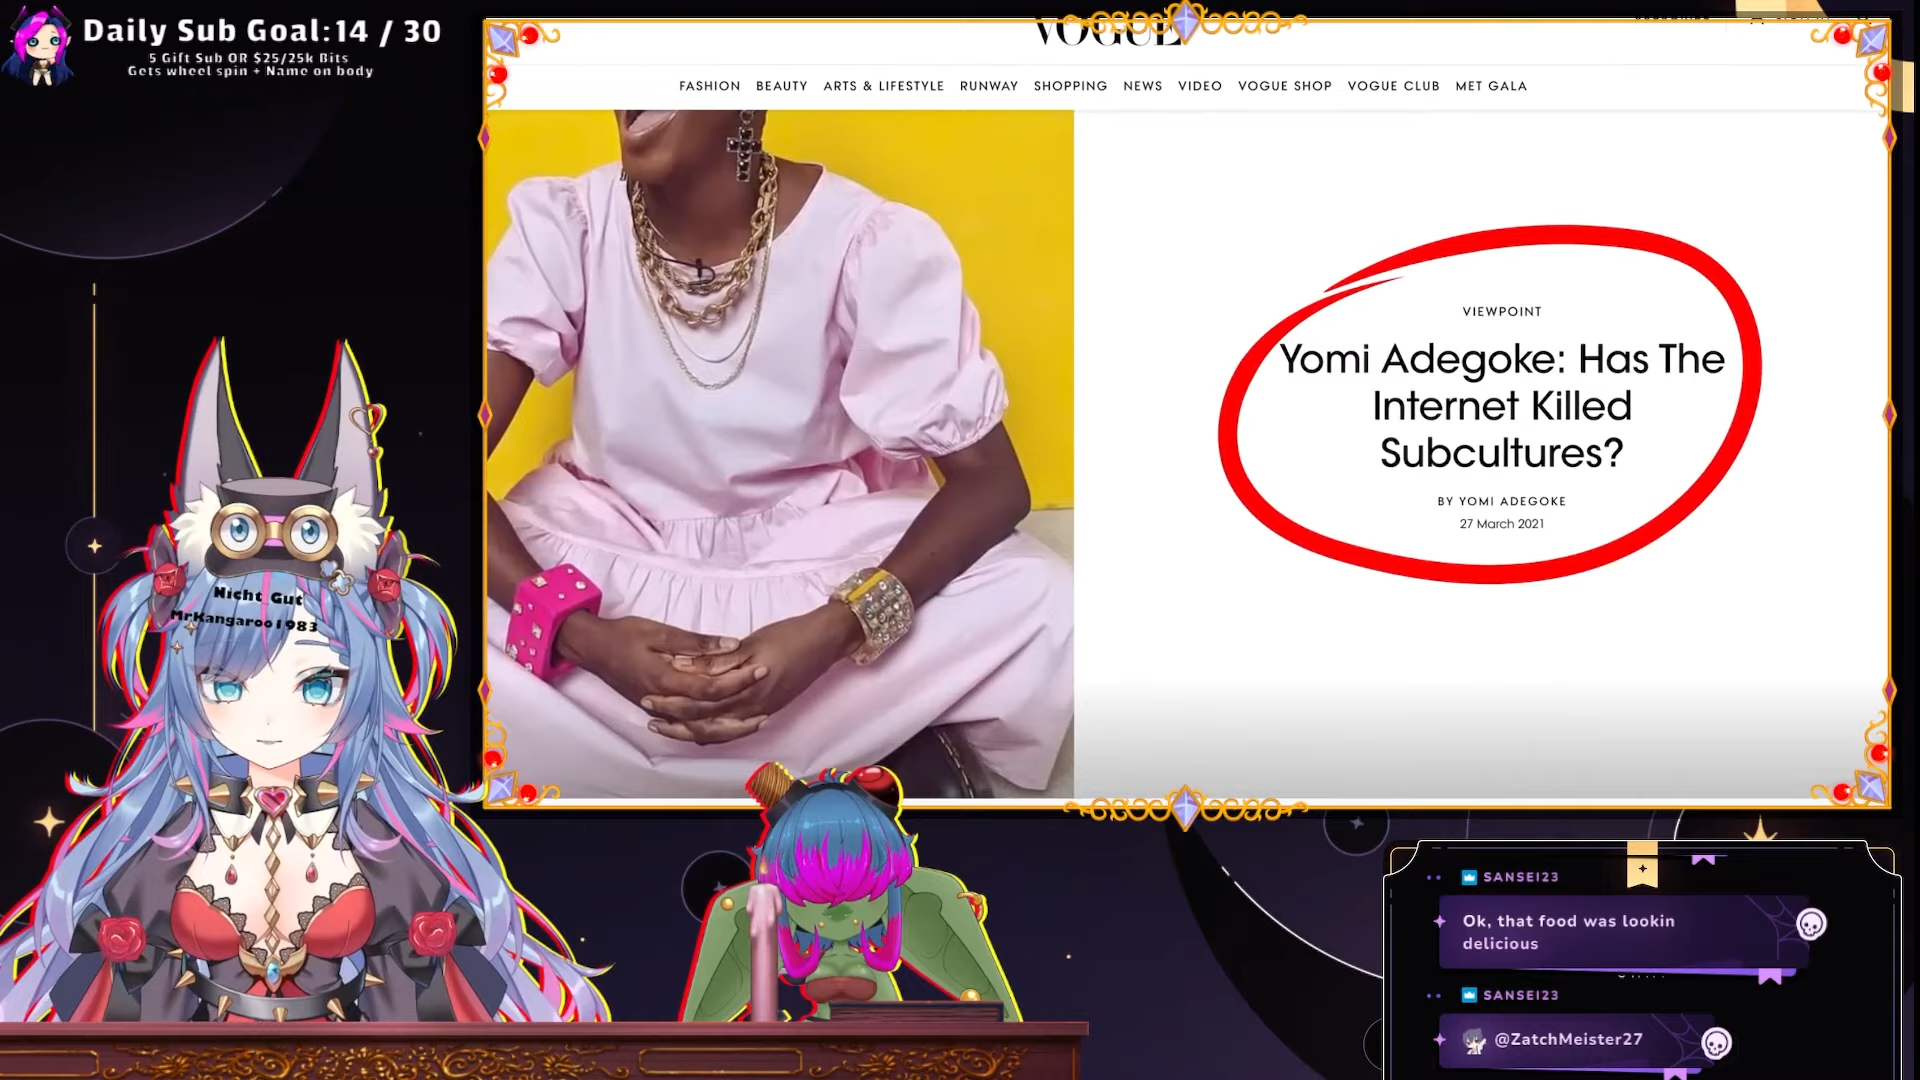 Daily Sub Goal:14 / 30
5 Gift Sub OR $25/25k Bits
Gets wheel spin + Name on body
VOGUE
FASHION BEAUTY ARTS & LIFESTYLE RUNWAY SHOPPING NEWS VIDEO VOGUE SHOP VOGUE CLUB MET GALA
VIEWPOINT
Yomi Adegoke: Has The
Internet Killed
Subcultures?
BY YOMI ADEGOKE
27 March 2021
Nicht Gut
MrKangaroo1983
SANSEI23
Ok, that food was lookin
delicious
SANSEI23
@ZatchMeister27